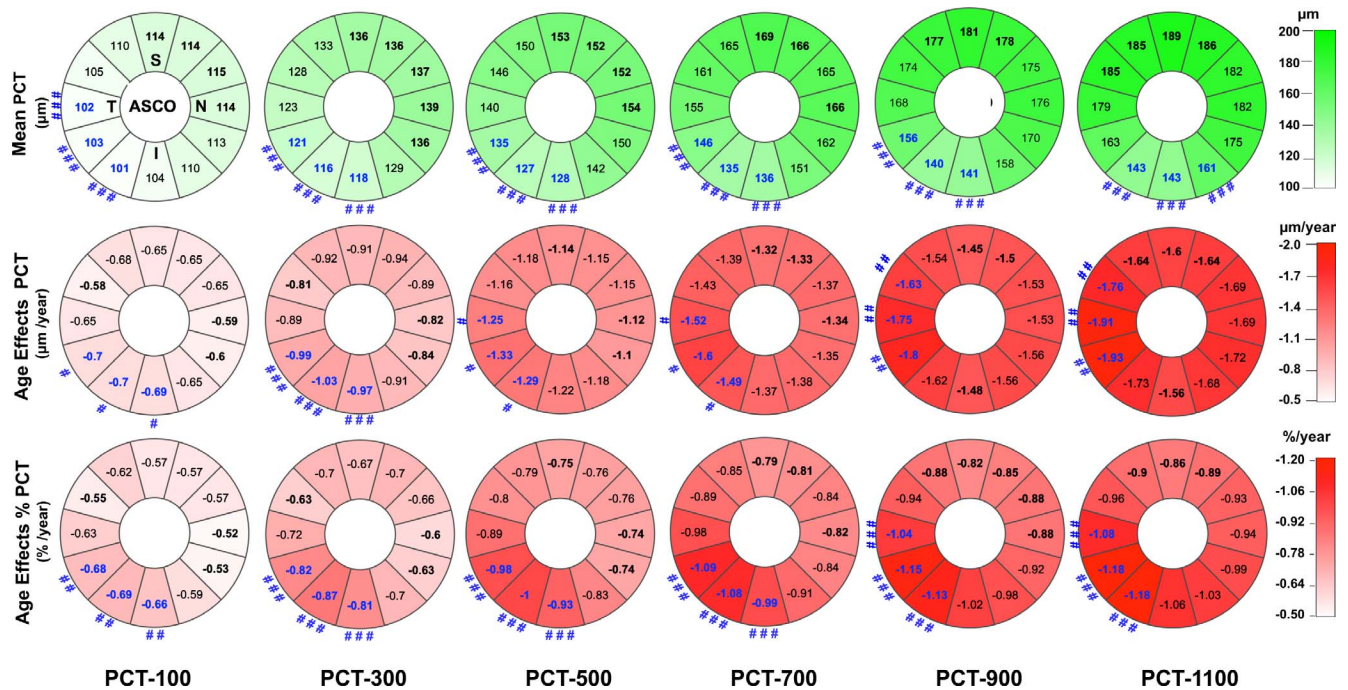 Mean PCT
(µm)
110 114 114
105 S 115
### 102 T ASCO N 114
103 I 113
### 101 104 110
###
133 136 136
128 137
123 139
121 136
### 116 118 129
### ###
150 153 152
146 152
140 154
135 150
### 127 128 142
### ###
165 169 166
161 165
155 166
146 162
### 135 136 151
### ###
177 181 178
174 175
168 176
156 170
### 140 141 158
### ###
185 189 186
185 182
179 182
163 175
143 143 161
### ### ###
µm
200
180
160
140
120
100
Age Effects PCT
(µm /year)
-0.68 -0.65 -0.65
-0.58 -0.65
-0.65 -0.59
-0.7 -0.6
# -0.7 -0.69 -0.65
# #
-0.92 -0.91 -0.94
-0.81 -0.89
-0.89 -0.82
-0.99 -0.84
### -1.03 -0.97 -0.91
### ###
-1.18 -1.14 -1.15
-1.16 -1.15
# -1.25 -1.12
-1.33 -1.1
# -1.29 -1.22 -1.18
#
-1.39 -1.32 -1.33
-1.43 -1.37
# -1.52 -1.34
-1.6 -1.35
# -1.49 -1.37 -1.38
#
-1.54 -1.45 -1.5
## -1.63 -1.53
## -1.75 -1.53
## -1.8 -1.56
-1.62 -1.48 -1.56
-1.64 -1.6 -1.64
## -1.76 -1.69
## -1.91 -1.69
## -1.93 -1.72
-1.73 -1.56 -1.68
µm/year
-2.0
-1.7
-1.4
-1.1
-0.8
-0.5
Age Effects % PCT
(% /year)
-0.62 -0.57 -0.57
-0.55 -0.57
-0.63 -0.52
-0.68 -0.53
## -0.69 -0.66 -0.59
## ##
-0.7 -0.67 -0.7
-0.63 -0.66
-0.72 -0.6
-0.82 -0.63
### -0.87 -0.81 -0.7
### ###
-0.79 -0.75 -0.76
-0.8 -0.76
-0.89 -0.74
-0.98 -0.74
### -1 -0.93 -0.83
### ###
-0.85 -0.79 -0.81
-0.89 -0.84
-0.98 -0.82
-1.09 -0.84
### -1.08 -0.99 -0.91
### ###
-0.88 -0.82 -0.85
-0.94 -0.88
### -1.04 -0.88
-1.15 -0.92
### -1.13 -1.02 -0.98
###
-0.9 -0.86 -0.89
-0.96 -0.93
### -1.08 -0.94
-1.18 -0.99
### -1.18 -1.06 -1.03
###
%/year
-1.20
-1.06
-0.92
-0.78
-0.64
-0.50
PCT-100 PCT-300 PCT-500 PCT-700 PCT-900 PCT-1100